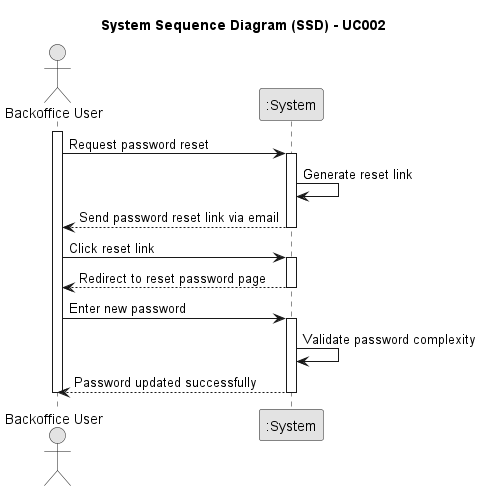 System Sequence Diagram (SSD) - UC002
Backoffice User
:System
Request password reset
Generate reset link
Send password reset link via email
Click reset link
Redirect to reset password page
Enter new password
Validate password complexity
Password updated successfully
Backoffice User
:System